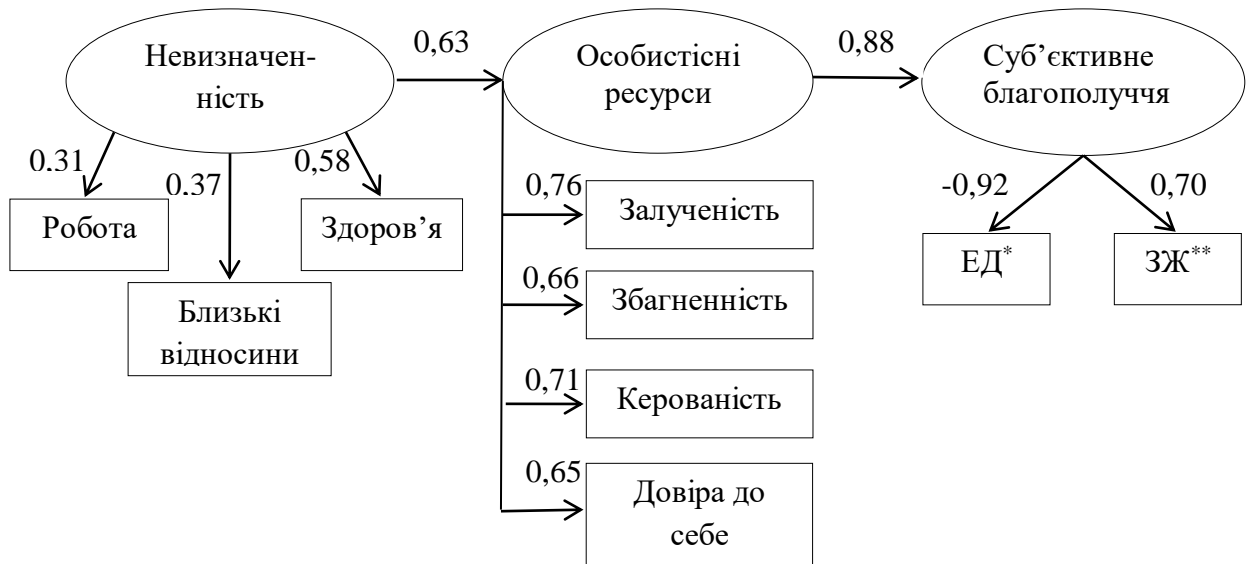 Невизначен-
ність
0,63
Особистісні
ресурси
0,88
Суб’єктивне
благополуччя
0,31
0,37
0,58
Робота
Близькі
відносини
Здоров’я
0,76
Залученість
0,66
Збагненність
0,71
Керованість
0,65
Довіра до
себе
-0,92
0,70
ЕД*
ЗЖ**